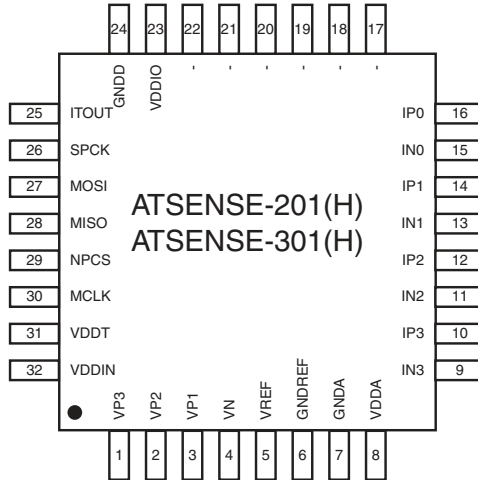 24 23 22 21 20 19 18 17
GNDD VDDIO - - - - - -
25 ITOUT IP0 16
26 SPCK IN0 15
27 MOSI IP1 14
ATSENSE-201(H)
28 MISO IN1 13
ATSENSE-301(H)
29 NPCS IP2 12
30 MCLK IN2 11
31 VDDT IP3 10
32 VDDIN IN3 9
VP3 VP2 VP1 VN VREF GNDREF GNDA VDDA
1 2 3 4 5 6 7 8